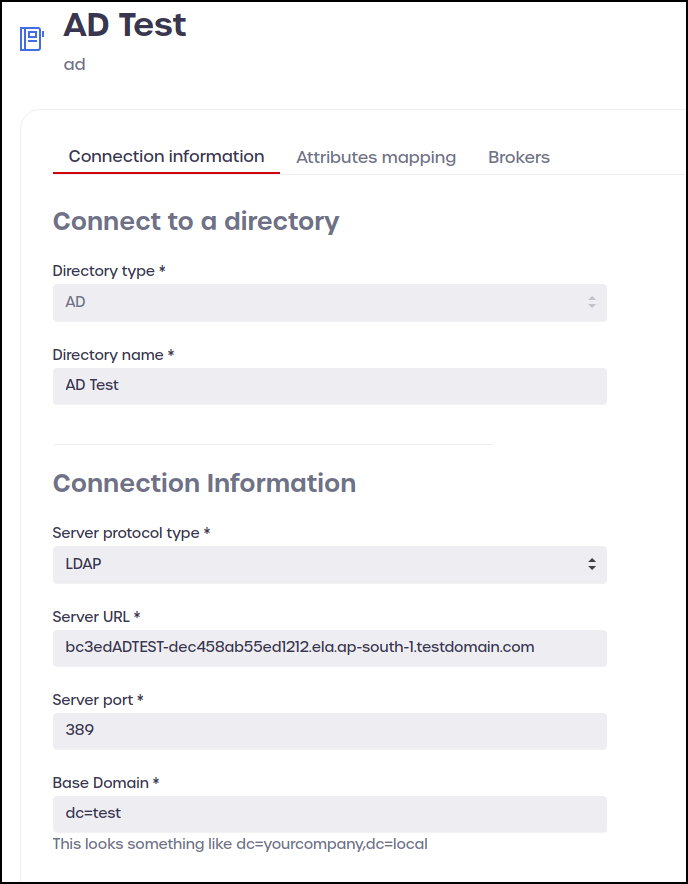 AD Test
ad
Connection information Attributes mapping Brokers
Connect to a directory
Directory type *
AD
Directory name *
AD Test
Connection Information
Server protocol type *
LDAP
Server URL *
bc3edADTEST-dec458ab55ed1212.ela.ap-south-1.testdomain.com
Server port *
389
Base Domain *
dc=test
This looks something like dc=yourcompany,dc=local